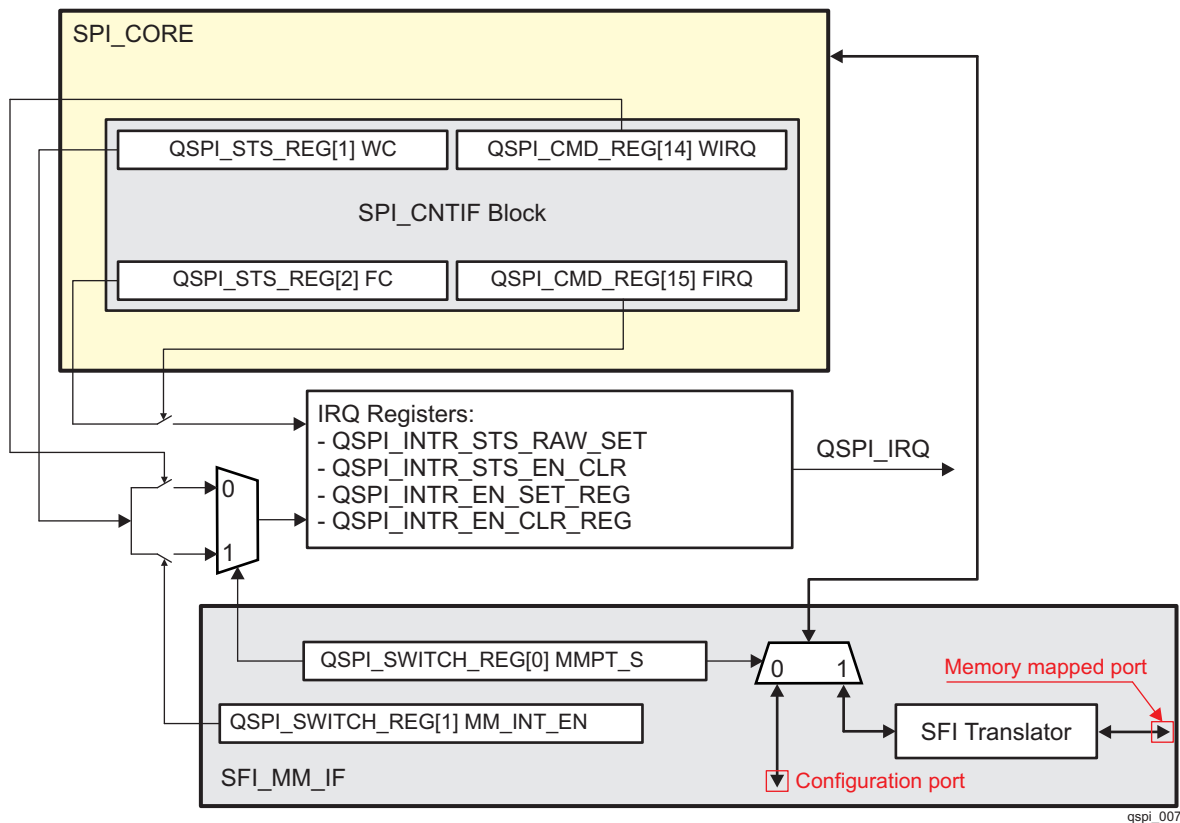 SPI_CORE
QSPI_STS_REG[1] WC
QSPI_CMD_REG[14] WIRQ
SPI_CNTIF Block
QSPI_STS_REG[2] FC
QSPI_CMD_REG[15] FIRQ
IRQ Registers:
- QSPI_INTR_STS_RAW_SET
- QSPI_INTR_STS_EN_CLR
- QSPI_INTR_EN_SET_REG
- QSPI_INTR_EN_CLR_REG
QSPI_IRQ
0
1
QSPI_SWITCH_REG[0] MMPT_S
0
1
Memory mapped port
QSPI_SWITCH_REG[1] MM_INT_EN
SFI Translator
SFI_MM_IF
Configuration port
qspi_007